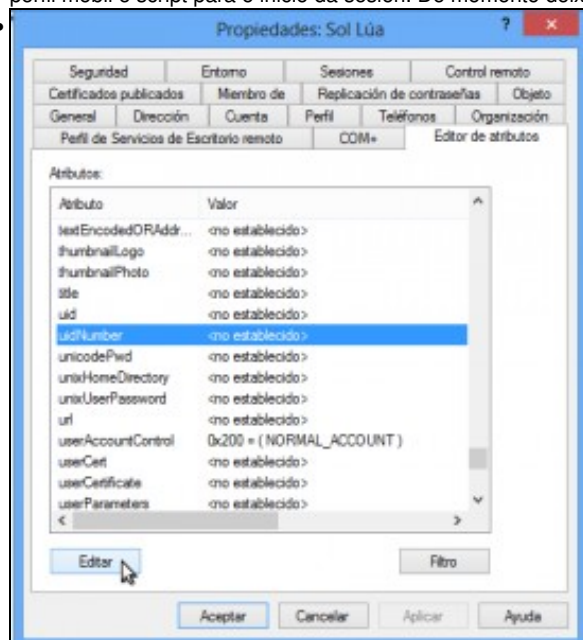 perfil móbil o script para o inicio da sesión. De momento
Propiedades: Sol Lúa ?
Seguridad Entorno Sesiones Control remoto
Certificados publicados Miembro de Replicación de contraseñas Objeto
General Dirección Cuenta Perfil Teléfonos Organización
Perfil de Servicios de Escritorio remoto COM+ Editor de atributos
Atributos:
Atributo Valor
textEncodedORAddr... <no establecido>
thumbnailLogo <no establecido>
thumbnailPhoto <no establecido>
title <no establecido>
uid <no establecido>
uidNumber <no establecido>
unicodePwd <no establecido>
unixHomeDirectory <no establecido>
unixUserPassword <no establecido>
url <no establecido>
userAccountControl 0x200 = ( NORMAL_ACCOUNT )
userCert <no establecido>
userCertificate <no establecido>
userParameters <no establecido>
Editar Filtro
Aceptar Cancelar Aplicar Ayuda